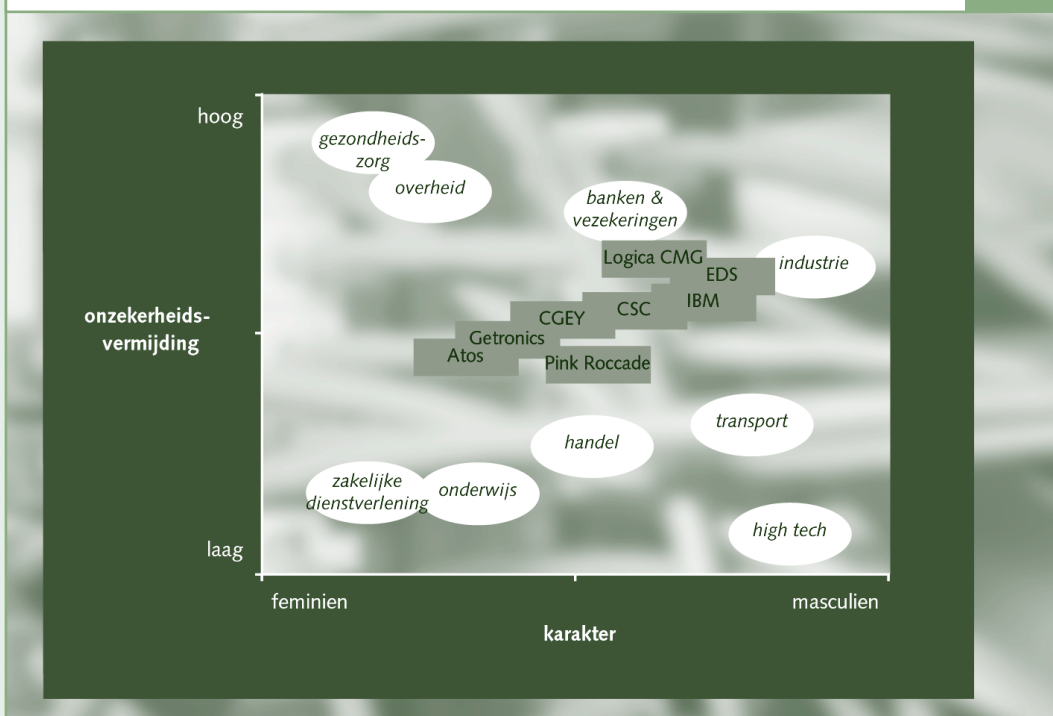 hoog
gezondheids-
zorg
overheid
banken &
vezekeringen
Logica CMG
industrie
EDS
IBM
CSC
onzekerheids-
vermijding
CGEY
Getronics
Atos
Pink Roccade
transport
handel
zakelijke
dienstverlening
onderwijs
high tech
laag
feminien
masculien
karakter